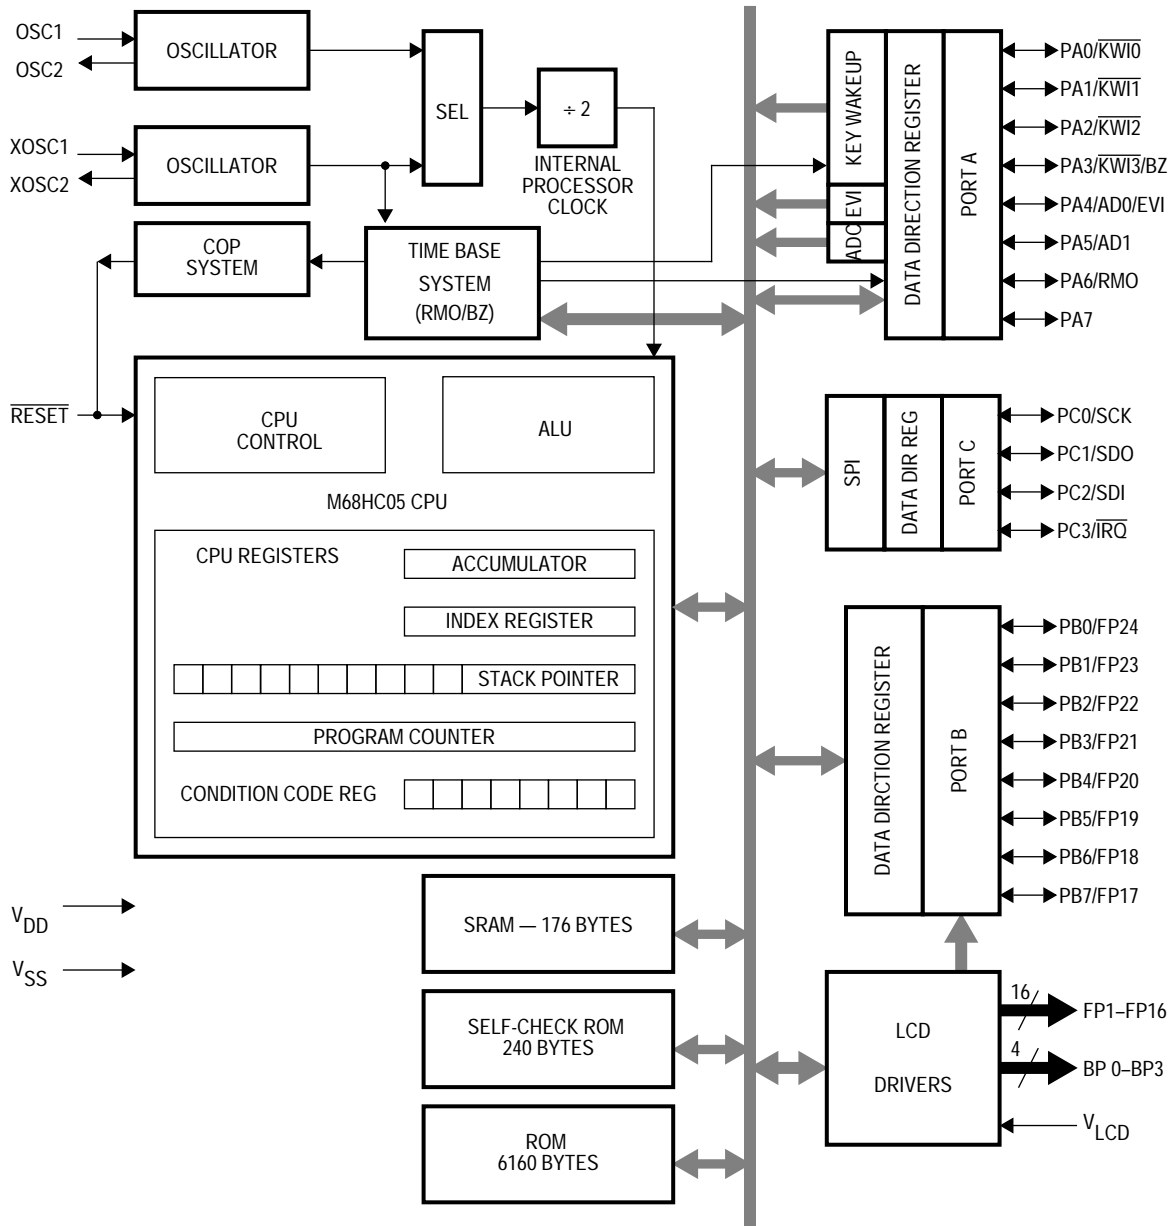 OSC1
OSC2
OSCILLATOR
XOSC1
XOSC2
OSCILLATOR
SEL
÷ 2
INTERNAL
PROCESSOR
CLOCK
COP
SYSTEM
TIME BASE
SYSTEM
(RMO/BZ)
RESET
CPU
CONTROL
ALU
M68HC05 CPU
CPU REGISTERS
ACCUMULATOR
INDEX REGISTER
STACK POINTER
PROGRAM COUNTER
CONDITION CODE REG
VDD
VSS
SRAM — 176 BYTES
SELF-CHECK ROM
240 BYTES
ROM
6160 BYTES
KEY WAKEUP
EVI
ADC
DATA DIRECTION REGISTER
PORT A
PA0/KWI0
PA1/KWI1
PA2/KWI2
PA3/KWI3/BZ
PA4/AD0/EVI
PA5/AD1
PA6/RMO
PA7
SPI
DATA DIR REG
PORT C
PC0/SCK
PC1/SDO
PC2/SDI
PC3/IRQ
DATA DIRCTION REGISTER
PORT B
PB0/FP24
PB1/FP23
PB2/FP22
PB3/FP21
PB4/FP20
PB5/FP19
PB6/FP18
PB7/FP17
LCD
DRIVERS
16
FP1–FP16
4
BP 0–BP3
VLCD